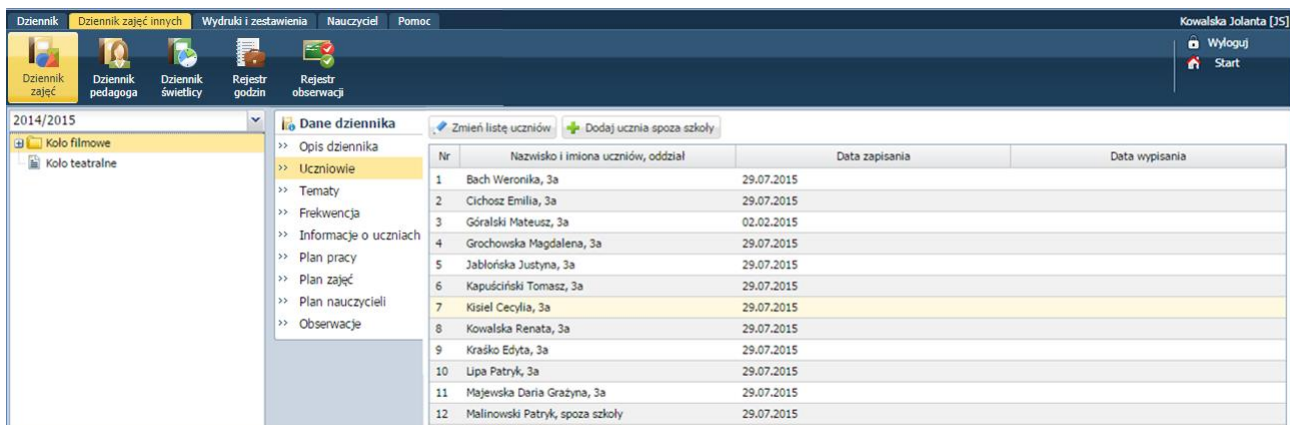 Dziennik Dziennik zajęć innych Wydruki i zestawienia Nauczyciel Pomoc Kowalska Jolanta [JS]
Wyloguj
Start
Dziennik zajęć
Dziennik pedagoga
Dziennik świetlicy
Rejestr godzin
Rejestr obserwacji
2014/2015
Koło filmowe
Koło teatralne
Dane dziennika
Opis dziennika
Uczniowie
Tematy
Frekwencja
Informacje o uczniach
Plan pracy
Plan zajęć
Plan nauczycieli
Obserwacje
Zmień listę uczniów Dodaj ucznia spoza szkoły
Nr Nazwisko i imiona uczniów, oddział Data zapisania Data wypisania
1 Bach Weronika, 3a 29.07.2015
2 Cichosz Emilia, 3a 29.07.2015
3 Góralski Mateusz, 3a 02.02.2015
4 Grochowska Magdalena, 3a 29.07.2015
5 Jabłońska Justyna, 3a 29.07.2015
6 Kapuściński Tomasz, 3a 29.07.2015
7 Kisiel Cecylia, 3a 29.07.2015
8 Kowalska Renata, 3a 29.07.2015
9 Kraśko Edyta, 3a 29.07.2015
10 Lipa Patryk, 3a 29.07.2015
11 Majewska Daria Grażyna, 3a 29.07.2015
12 Malinowski Patryk, spoza szkoły 29.07.2015